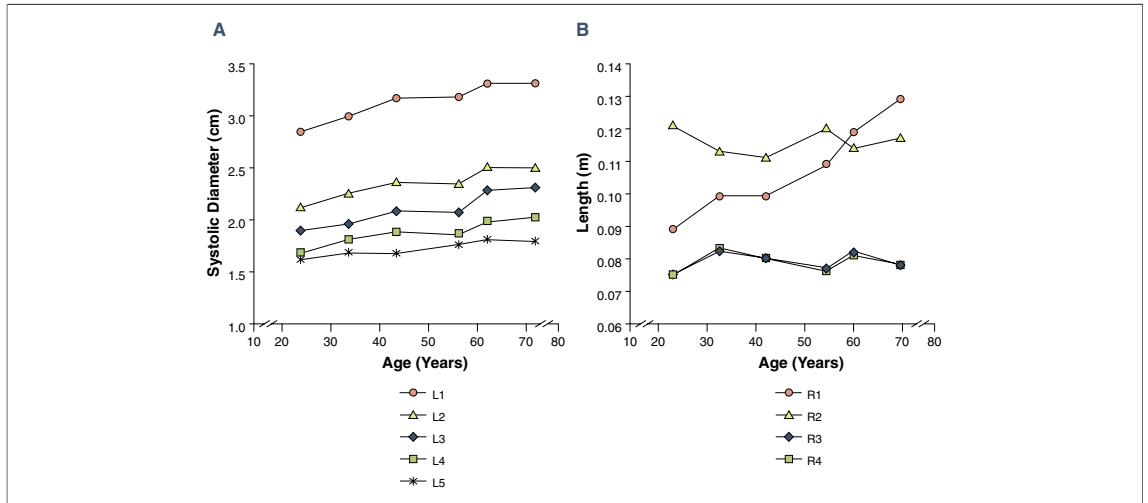 A
B
3.5
3.0
2.5
2.0
1.5
1.0
Systolic Diameter (cm)
10 20 30 40 50 60 70 80
Age (Years)
L1
L2
L3
L4
L5
0.14
0.13
0.12
0.11
0.10
0.09
0.08
0.07
0.06
Length (m)
10 20 30 40 50 60 70 80
Age (Years)
R1
R2
R3
R4